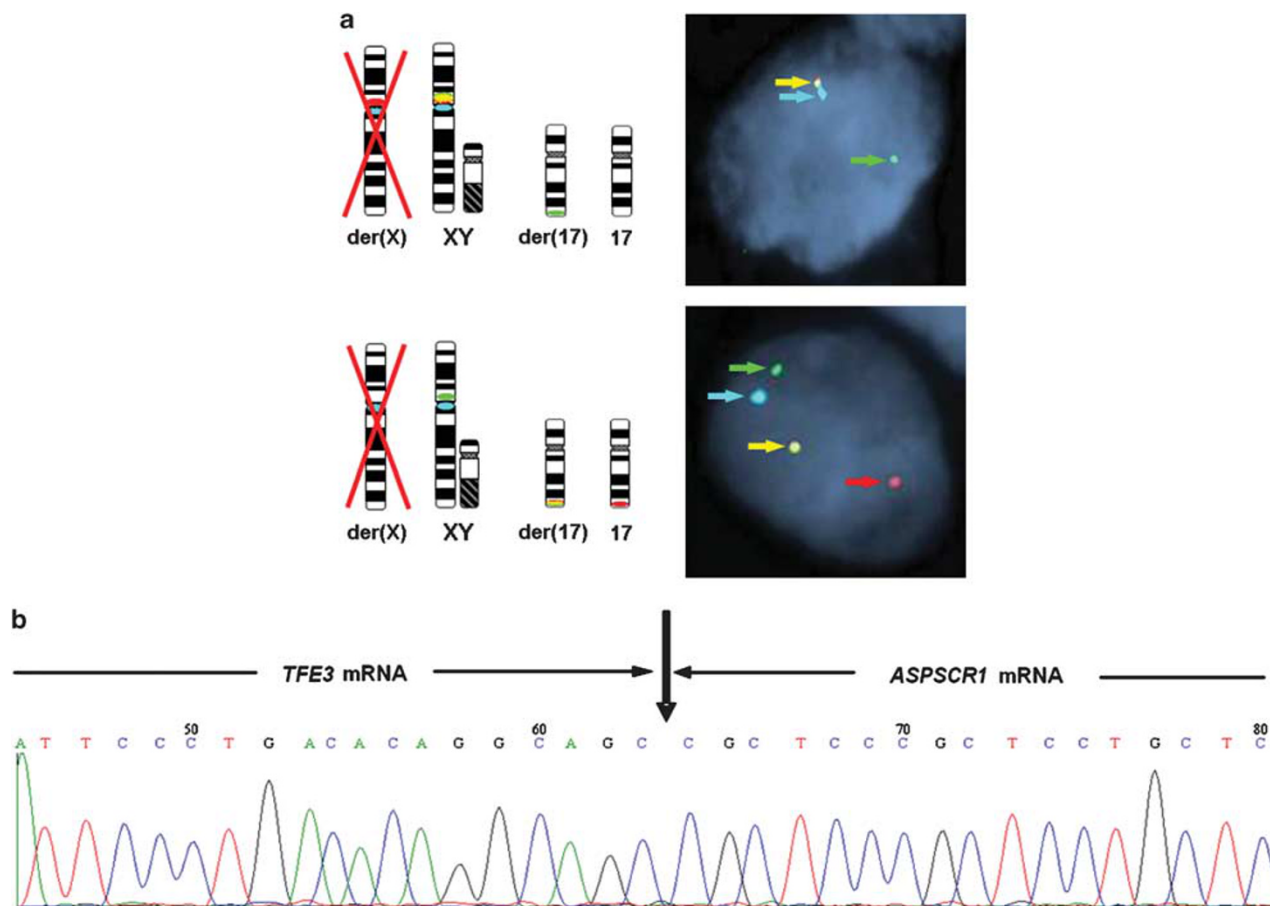 a
der(X) XY der(17) 17
der(X) XY der(17) 17
b
TFE3 mRNA ASPSCR1 mRNA
50 60 70 80
A T T C C C T G A C A C A G G C A G C C G C T C C C G C T C C T G C T C